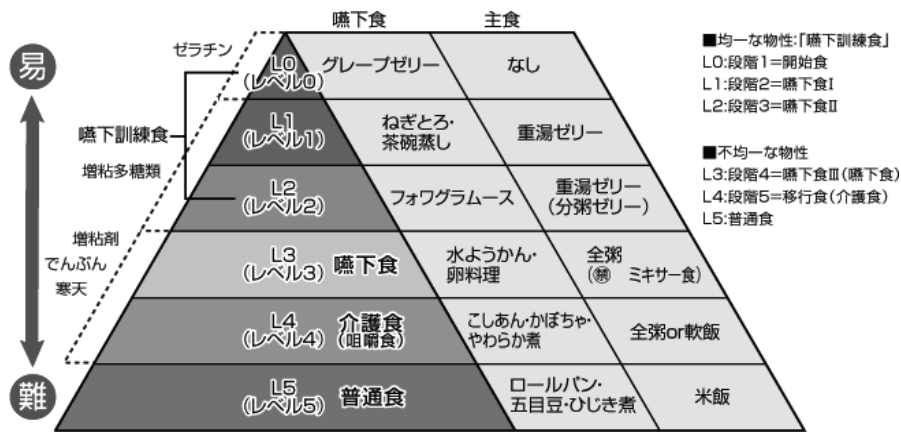 嚥下食
主食
易
難
ゼラチン
嚥下訓練食
増粘多糖類
増粘剤
でんぷん
寒天
L0
(レベル0)
グレープゼリー
なし
L1
(レベル1)
ねぎとろ・
茶碗蒸し
重湯ゼリー
L2
(レベル2)
フォワグラムース
重湯ゼリー
(分粥ゼリー)
L3
(レベル3)
嚥下食
水ようかん・
卵料理
全粥
(㊙ ミキサー食)
L4
(レベル4)
介護食
(咀嚼食)
こしあん・かぼちゃ・
やわらか煮
全粥or軟飯
L5
(レベル5)
普通食
ロールパン・
五目豆・ひじき煮
米飯
■均一な物性:「嚥下訓練食」
L0:段階1=開始食
L1:段階2=嚥下食Ⅰ
L2:段階3=嚥下食Ⅱ
■不均一な物性
L3:段階4=嚥下食Ⅲ(嚥下食)
L4:段階5=移行食(介護食)
L5:普通食